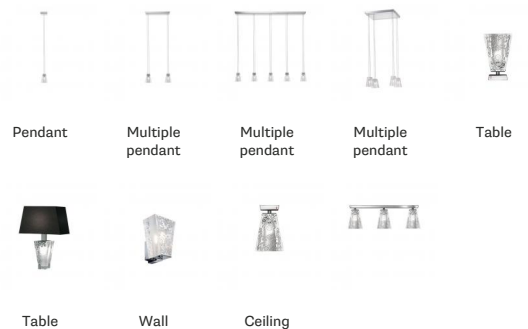 Pendant
Multiple
pendant
Multiple
pendant
Multiple
pendant
Table
Table
Wall
Ceiling